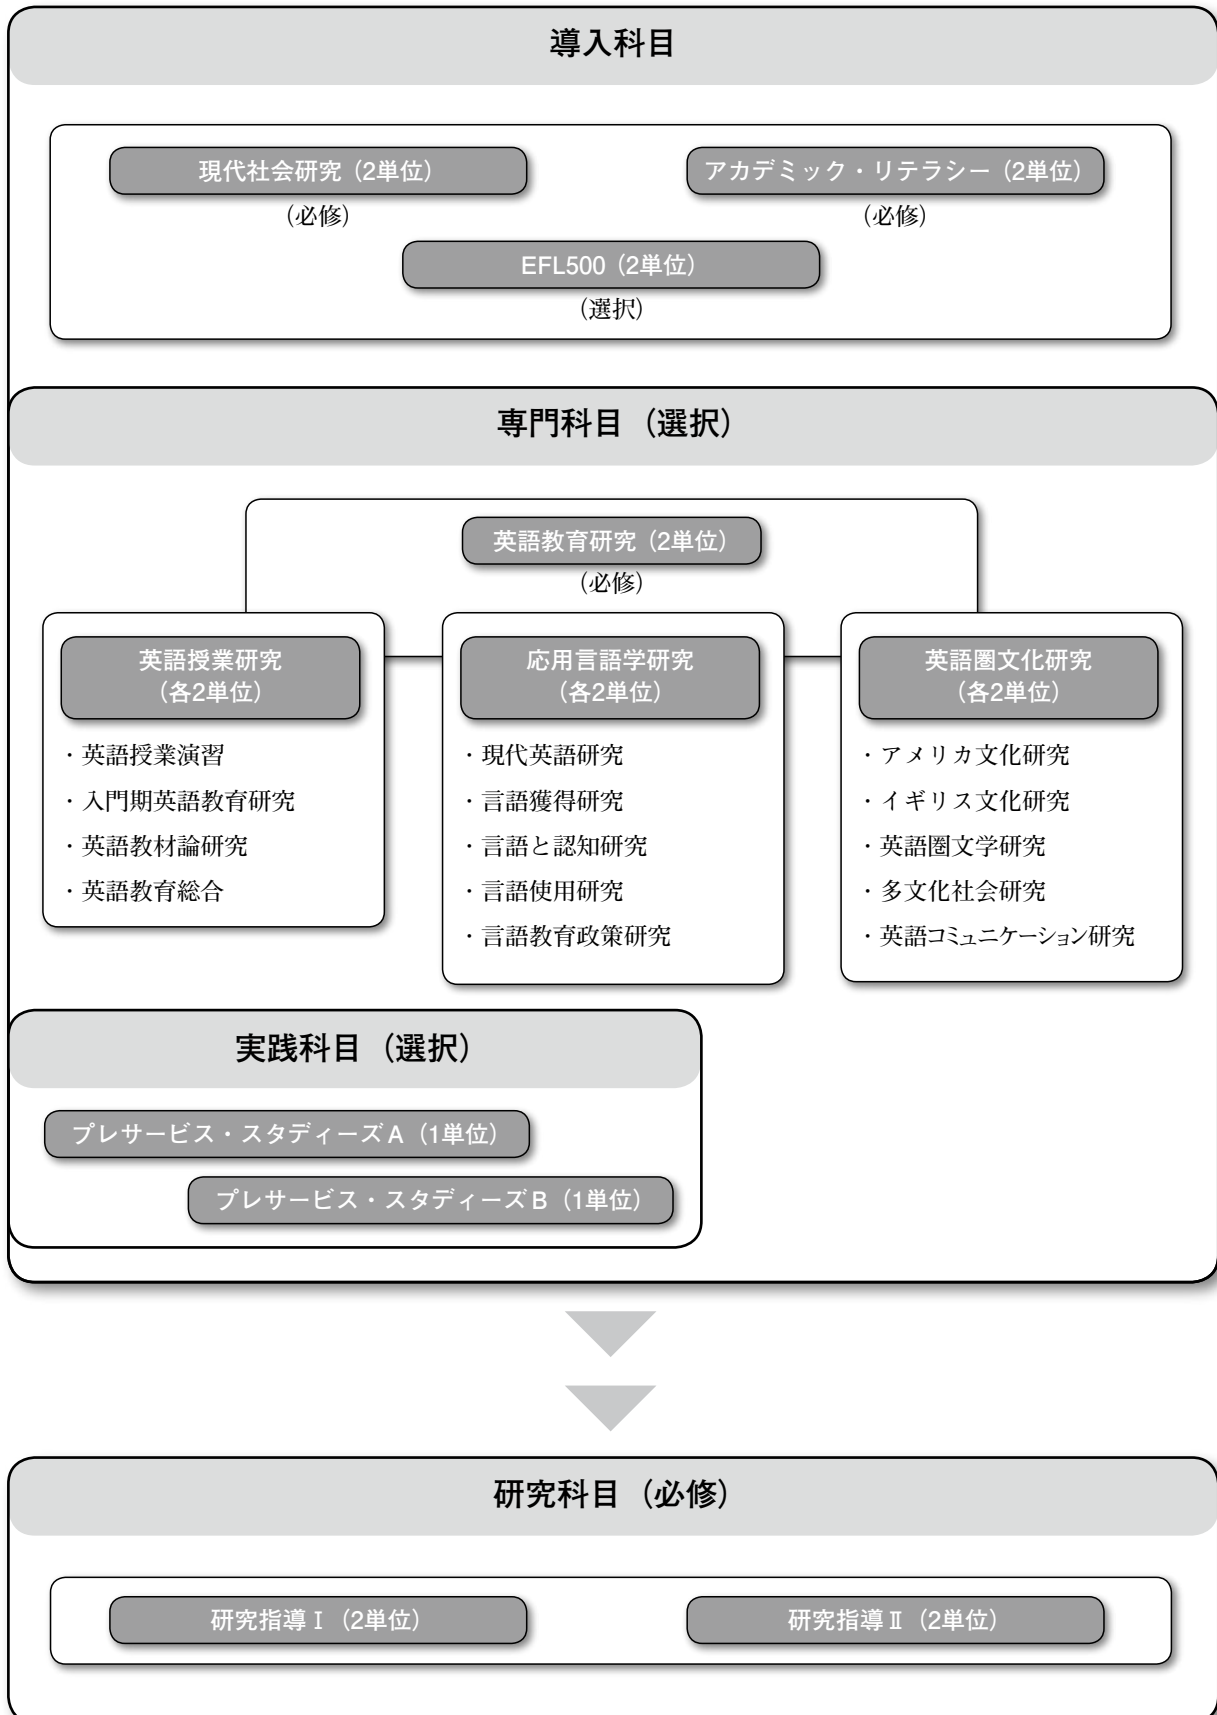 導入科目
現代社会研究（2単位）
アカデミック・リテラシー（2単位）
（必修）
（必修）
EFL500（2単位）
（選択）
専門科目（選択）
英語教育研究（2単位）
（必修）
英語授業研究
（各2単位）
・英語授業演習
・入門期英語教育研究
・英語教材論研究
・英語教育総合
応用言語学研究
（各2単位）
・現代英語研究
・言語獲得研究
・言語と認知研究
・言語使用研究
・言語教育政策研究
英語圏文化研究
（各2単位）
・アメリカ文化研究
・イギリス文化研究
・英語圏文学研究
・多文化社会研究
・英語コミュニケーション研究
実践科目（選択）
プレサービス・スタディーズA（1単位）
プレサービス・スタディーズB（1単位）
研究科目（必修）
研究指導Ⅰ（2単位）
研究指導Ⅱ（2単位）